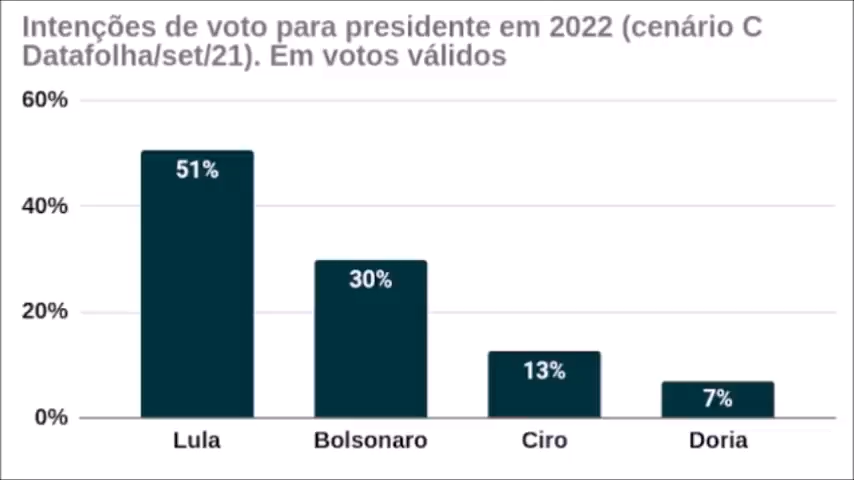 Intenções de voto para presidente em 2022 (cenário C
Datafolha/set/21). Em votos válidos
60%
40%
20%
0%
51%
30%
13%
7%
Lula
Bolsonaro
Ciro
Doria